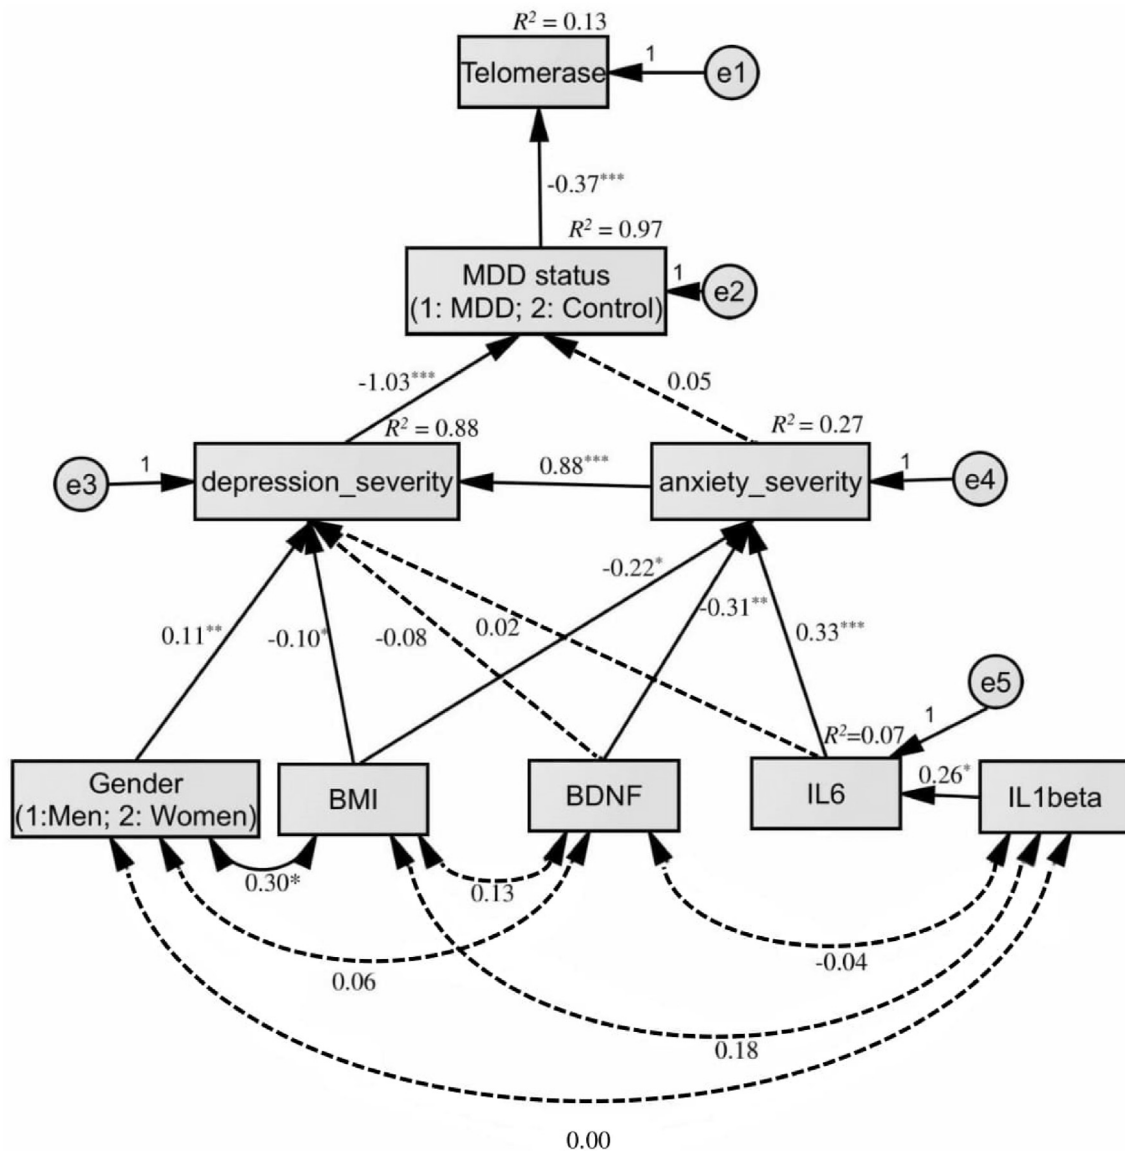 R² = 0.13
Telomerase
1
e1
-0.37***
R² = 0.97
MDD status
(1: MDD; 2: Control)
1
e2
-1.03***
0.05
R² = 0.88
R² = 0.27
e3
1
depression_severity
0.88***
anxiety_severity
1
e4
0.11**
-0.10*
-0.08
0.02
-0.22*
-0.31**
0.33***
e5
1
R²=0.07
Gender
(1:Men; 2: Women)
BMI
BDNF
IL6
0.26*
IL1beta
0.30*
0.13
0.06
-0.04
0.18
0.00